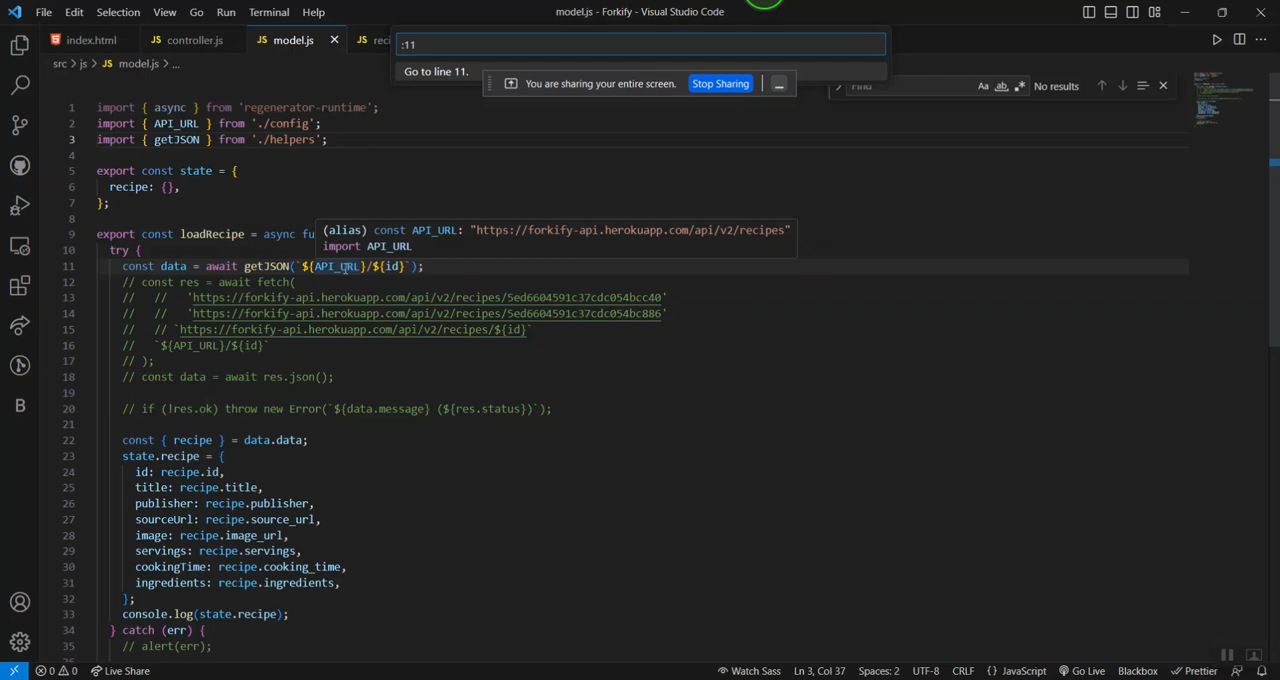 File Edit Selection View Go Run Terminal Help
model.js - Forkify - Visual Studio Code
index.html
JS controller.js
JS model.js
JS
:11
Go to line 11.
You are sharing your entire screen. Stop Sharing
Find
Aa ab No results
src > js > JS model.js > ...
1 import { async } from 'regenerator-runtime';
2 import { API_URL } from './config';
3 import { getJSON } from './helpers';
4
5 export const state = {
6 recipe: {},
7 };
8
9 export const loadRecipe = async fu
(alias) const API_URL: "https://forkify-api.herokuapp.com/api/v2/recipes"
import API_URL
10 try {
11 const data = await getJSON(`${API_URL}/${id}`);
12 // const res = await fetch(
13 // // 'https://forkify-api.herokuapp.com/api/v2/recipes/5ed6604591c37cdc054bcc40'
14 // // 'https://forkify-api.herokuapp.com/api/v2/recipes/5ed6604591c37cdc054bc886'
15 // // `https://forkify-api.herokuapp.com/api/v2/recipes/${id}`
16 // `${API_URL}/${id}`
17 // );
18 // const data = await res.json();
19
20 // if (!res.ok) throw new Error(`${data.message} (${res.status})`);
21
22 const { recipe } = data.data;
23 state.recipe = {
24 id: recipe.id,
25 title: recipe.title,
26 publisher: recipe.publisher,
27 sourceUrl: recipe.source_url,
28 image: recipe.image_url,
29 servings: recipe.servings,
30 cookingTime: recipe.cooking_time,
31 ingredients: recipe.ingredients,
32 };
33 console.log(state.recipe);
34 } catch (err) {
35 // alert(err);
B
0 0 Live Share
Watch Sass Ln 3, Col 37 Spaces: 2 UTF-8 CRLF {} JavaScript Go Live Blackbox Prettier